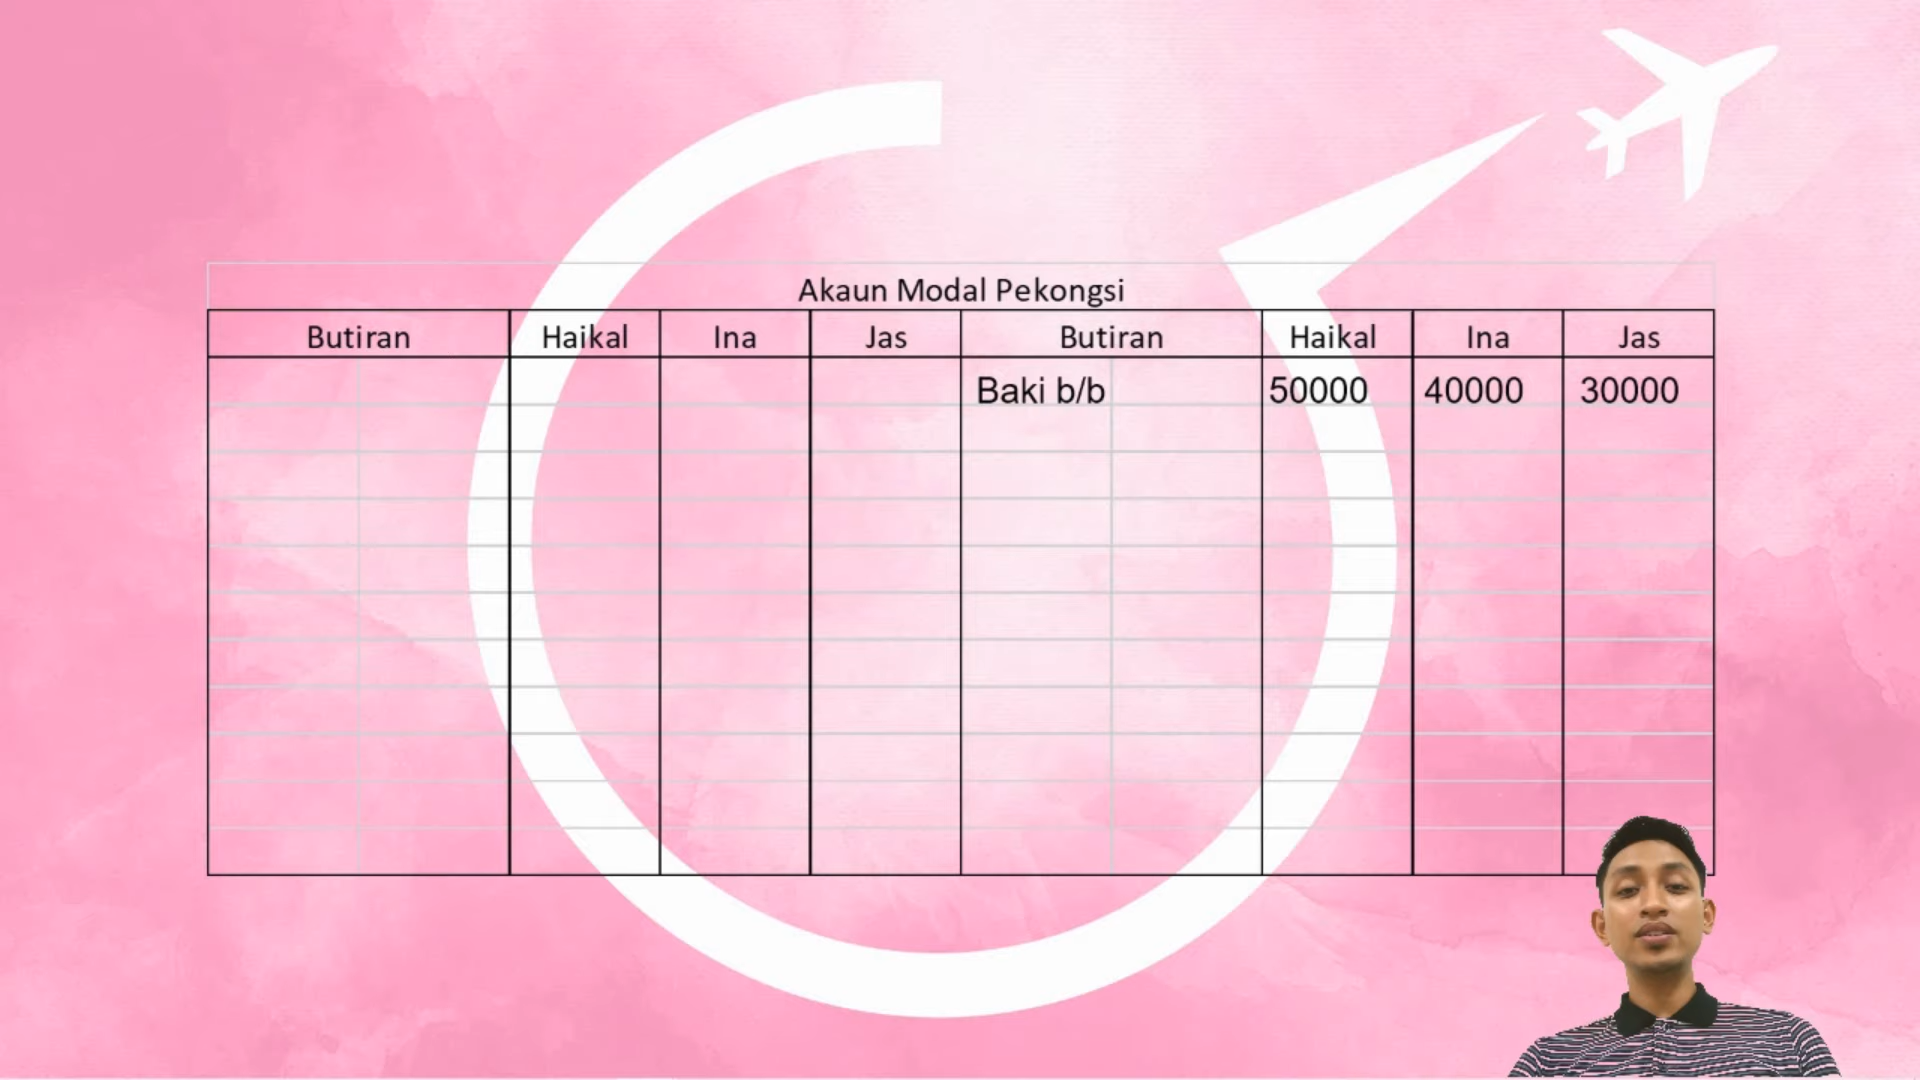 Akaun Modal Pekongsi
Butiran Haikal Ina Jas Butiran Haikal Ina Jas
Baki b/b 50000 40000 30000